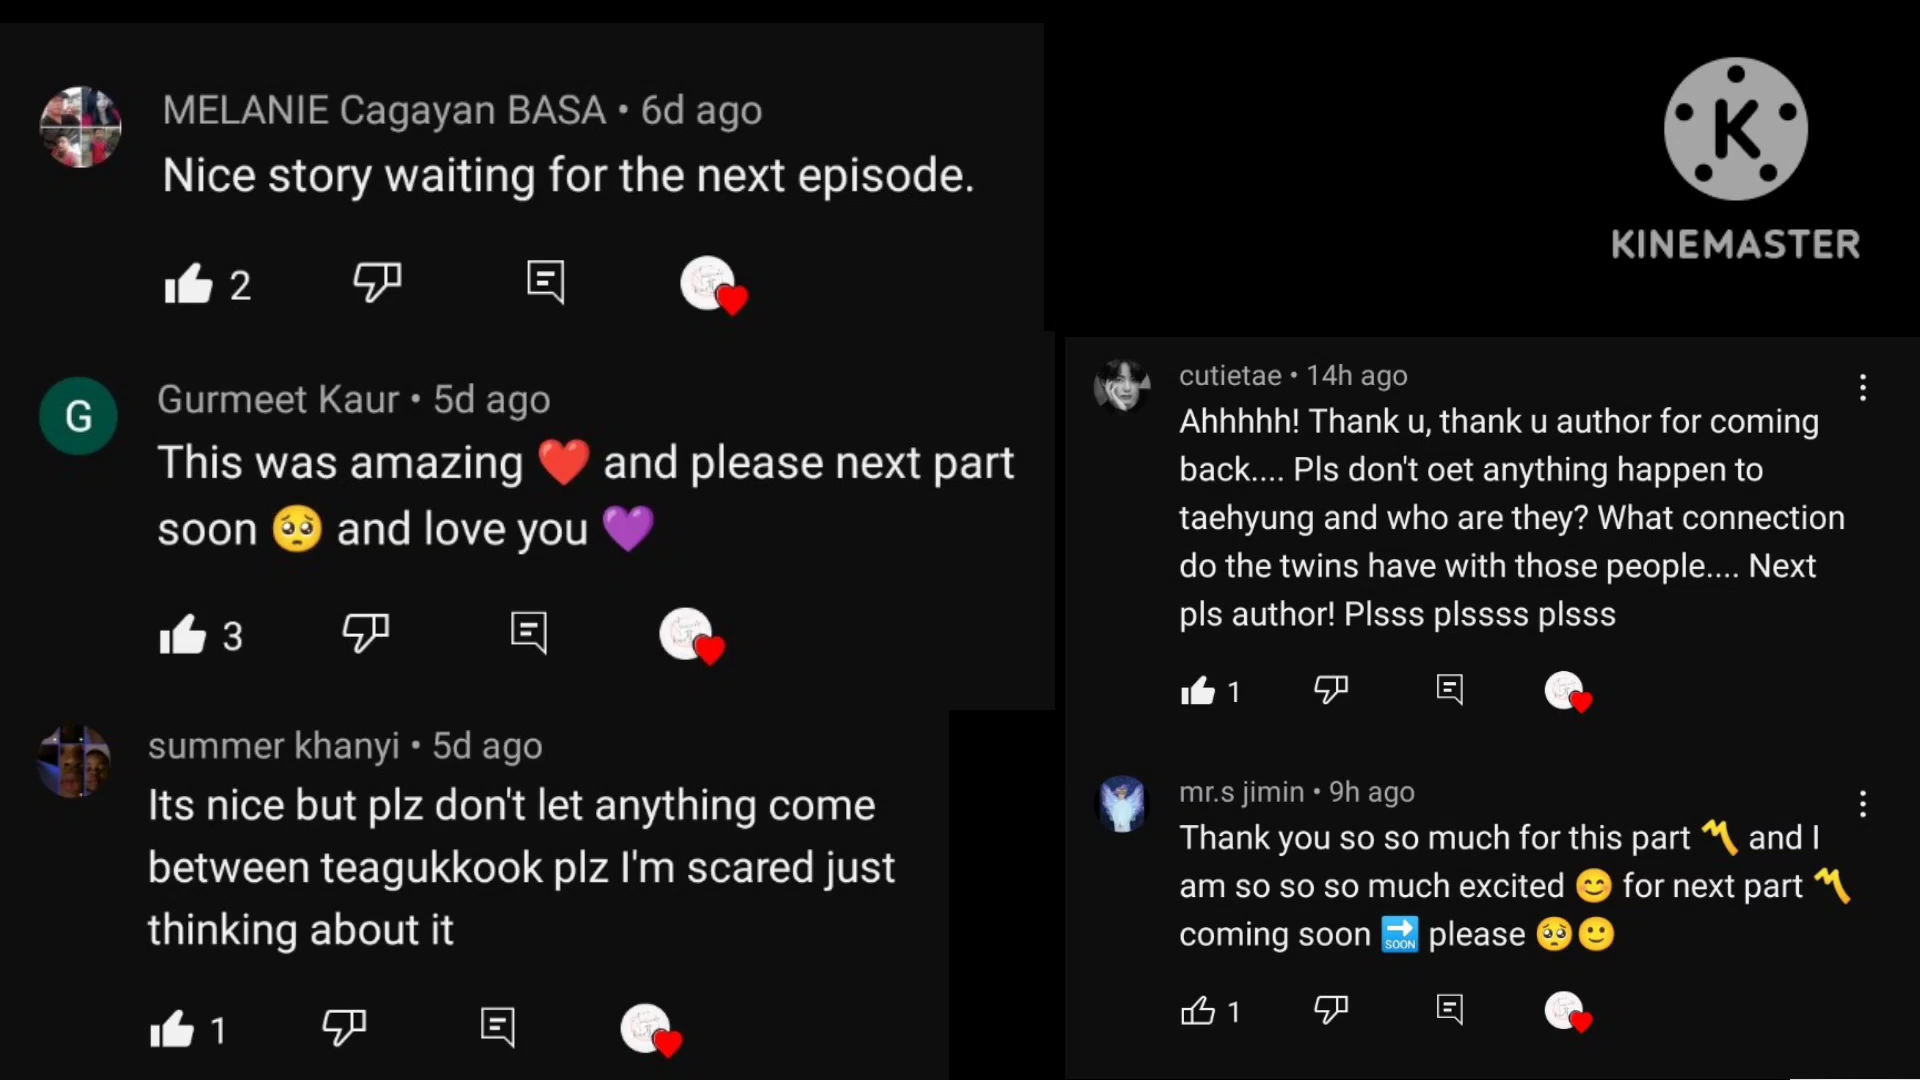 MELANIE Cagayan BASA • 6d ago
Nice story waiting for the next episode.
2
G
Gurmeet Kaur • 5d ago
This was amazing ❤️ and please next part
soon 🥺 and love you 💜
3
summer khanyi • 5d ago
Its nice but plz don't let anything come
between teagukkook plz I'm scared just
thinking about it
1
K
KINEMASTER
cutietae • 14h ago
Ahhhhh! Thank u, thank u author for coming
back.... Pls don't oet anything happen to
taehyung and who are they? What connection
do the twins have with those people.... Next
pls author! Plsss plssss plsss
1
mr.s jimin • 9h ago
Thank you so so much for this part 〽️ and I
am so so so much excited 😊 for next part 〽️
coming soon 🔜 please 🥺🙂
1